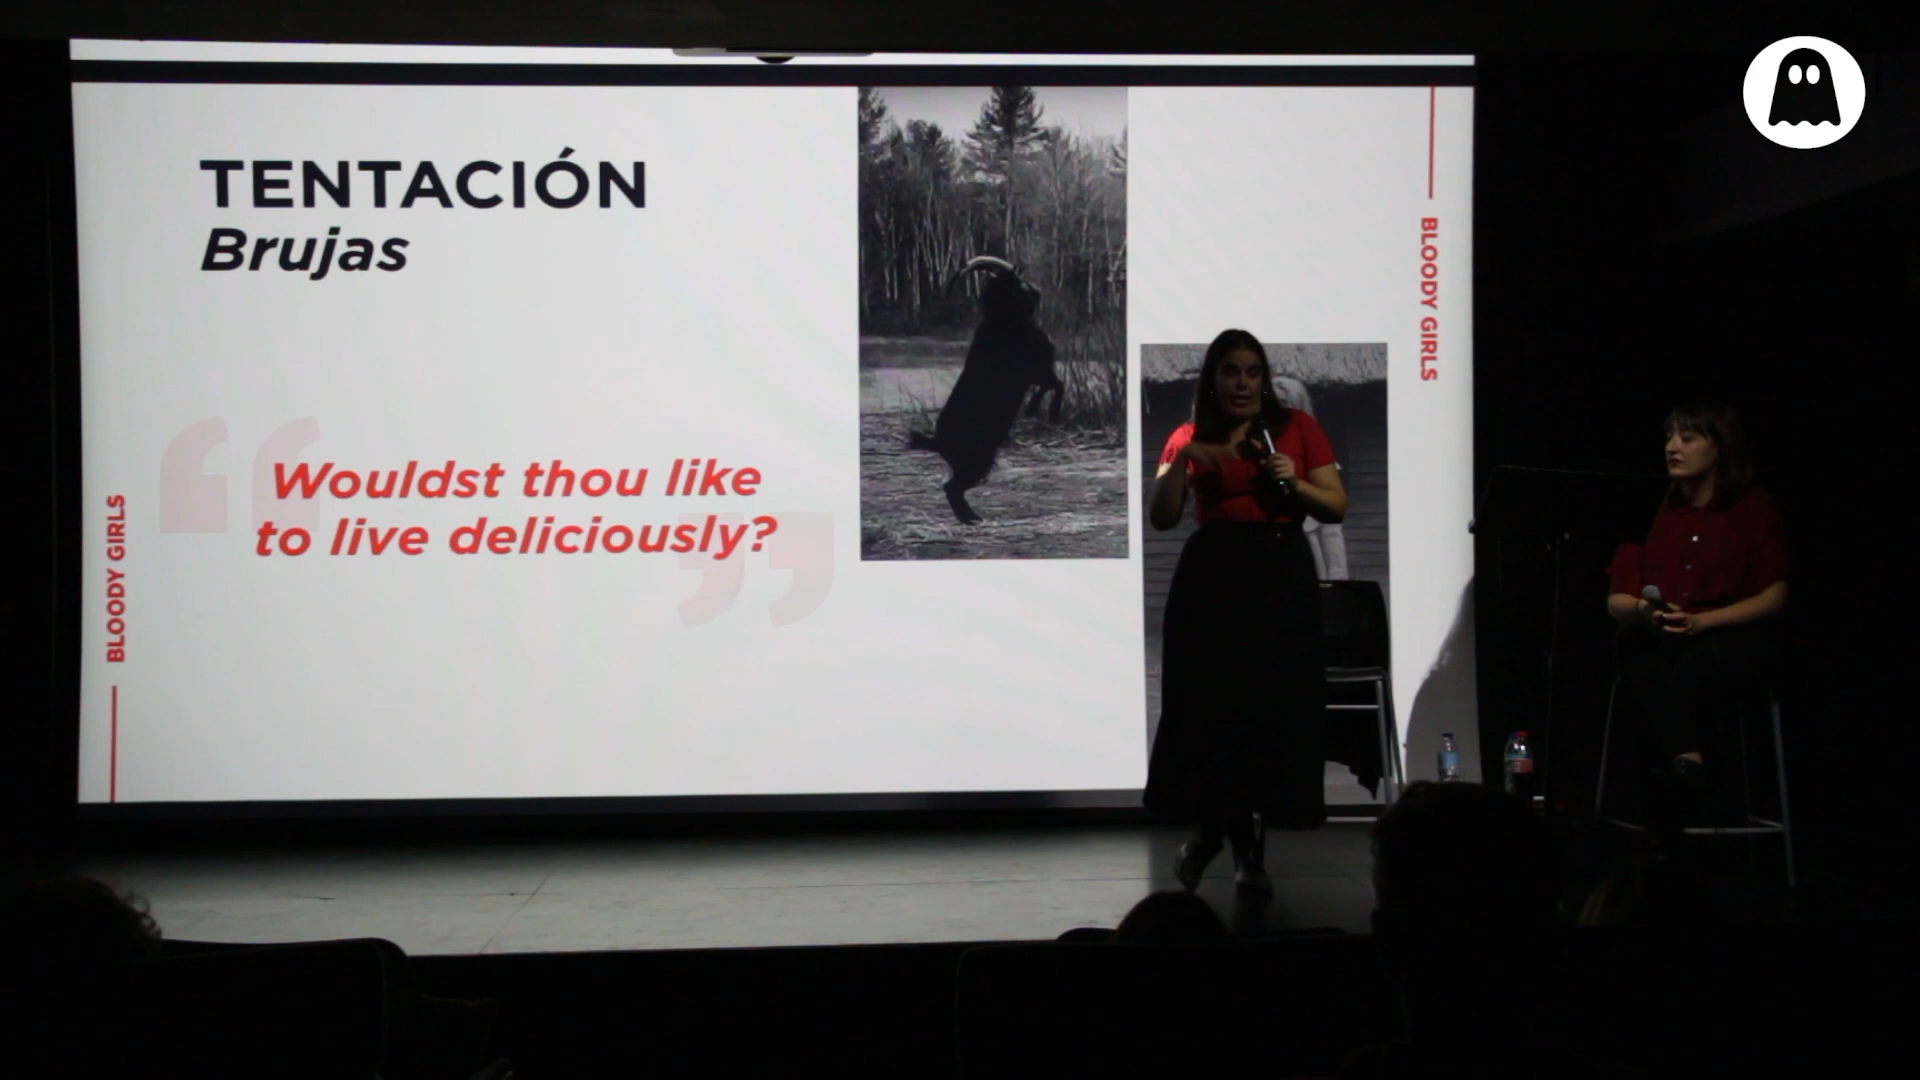 TENTACIÓN
Brujas
Wouldst thou like
to live deliciously?
BLOODY GIRLS
BLOODY GIRLS